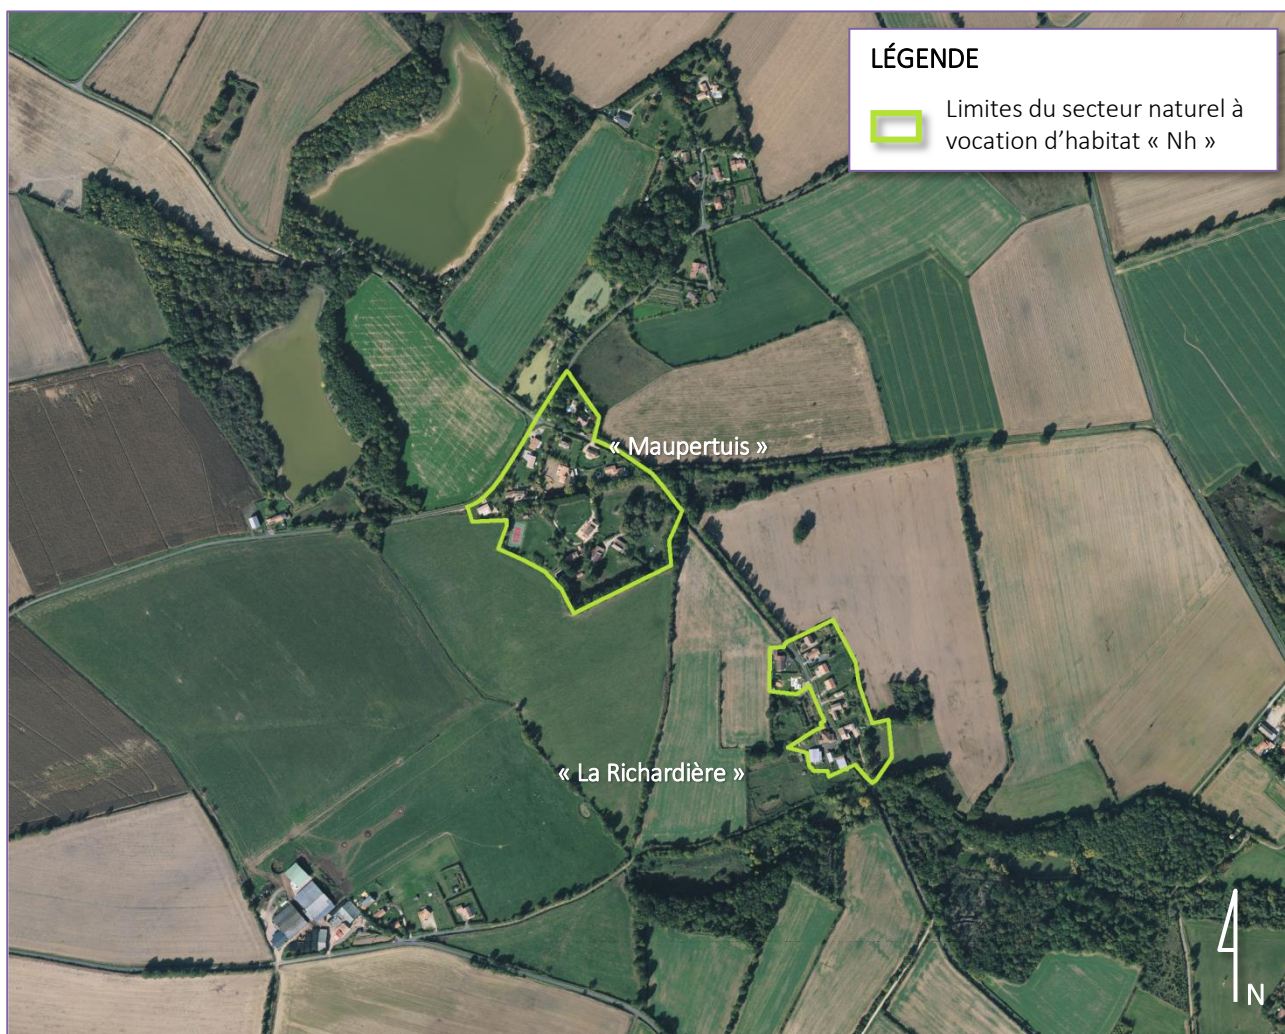 LÉGENDE
Limites du secteur naturel à
vocation d'habitat « Nh »
« Maupertuis »
« La Richardière »
N